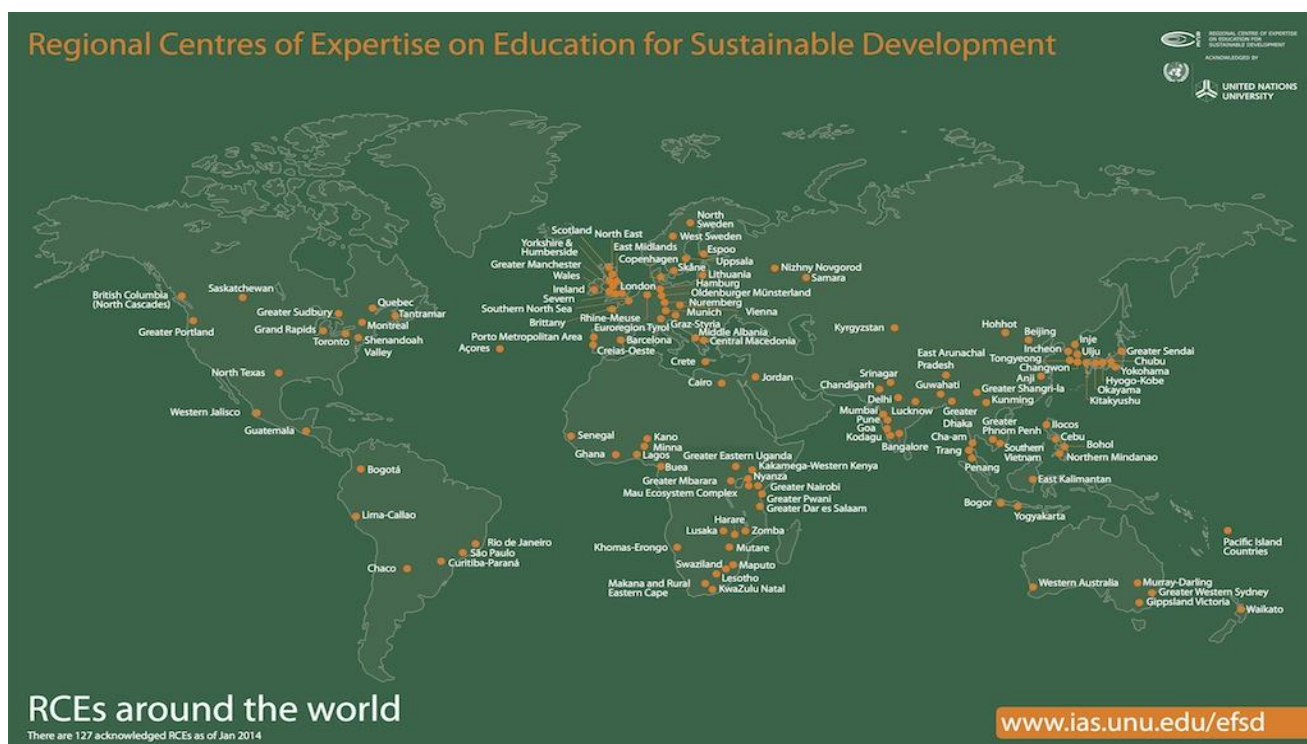 Regional Centres of Expertise on Education for Sustainable Development
REGIONAL CENTRE OF EXPERTISE
ON EDUCATION FOR
SUSTAINABLE DEVELOPMENT
ACKNOWLEDGED BY
UNITED NATIONS
UNIVERSITY
British Columbia
(North Cascades)
Saskatchewan
Greater Portland
Greater Sudbury
Grand Rapids
Toronto
Quebec
Tantramar
Montreal
Shenandoah
Valley
North Texas
Western Jalisco
Guatemala
Bogotá
Lima-Callao
Chaco
Rio de Janeiro
São Paulo
Curitiba-Paraná
North
Sweden
West Sweden
Scotland
North East
Yorkshire &
Humberside
East Midlands
Espoo
Copenhagen
Uppsala
Greater Manchester
Skåne
Wales
Lithuania
Ireland
London
Hamburg
Oldenburger Münsterland
Severn
Nuremberg
Southern North Sea
Munich
Vienna
Brittany
Rhine-Meuse
Graz-Styria
Euroregion Tyrol
Middle Albania
Porto Metropolitan Area
Barcelona
Central Macedonia
Açores
Creias-Oeste
Crete
Nizhny Novgorod
Samara
Kyrgyzstan
Cairo
Jordan
Senegal
Ghana
Kano
Minna
Lagos
Buea
Greater Eastern Uganda
Kakamega-Western Kenya
Nyanza
Greater Mbarara
Greater Nairobi
Mau Ecosystem Complex
Greater Pwani
Greater Dar es Salaam
Harare
Lusaka
Zomba
Khomas-Erongo
Mutare
Swaziland
Maputo
Lesotho
Makana and Rural
Eastern Cape
KwaZulu Natal
Hohhot
Beijing
Inje
Incheon
Ulju
Greater Sendai
Tongyeong
Chubu
Changwon
Yokohama
Anji
Hyogo-Kobe
Okayama
Kitakyushu
East Arunachal
Pradesh
Srinagar
Chandigarh
Guwahati
Greater Shangri-la
Delhi
Kunming
Mumbai
Lucknow
Greater
Dhaka
Pune
Goa
Kodagu
Bangalore
Greater
Phnom Penh
Ilocos
Cha-am
Cebu
Trang
Southern
Vietnam
Bohol
Northern Mindanao
Penang
East Kalimantan
Bogor
Yogyakarta
Pacific Island
Countries
Western Australia
Murray-Darling
Greater Western Sydney
Gippsland Victoria
Waikato
RCEs around the world
There are 127 acknowledged RCEs as of Jan 2014
www.ias.unu.edu/efsd